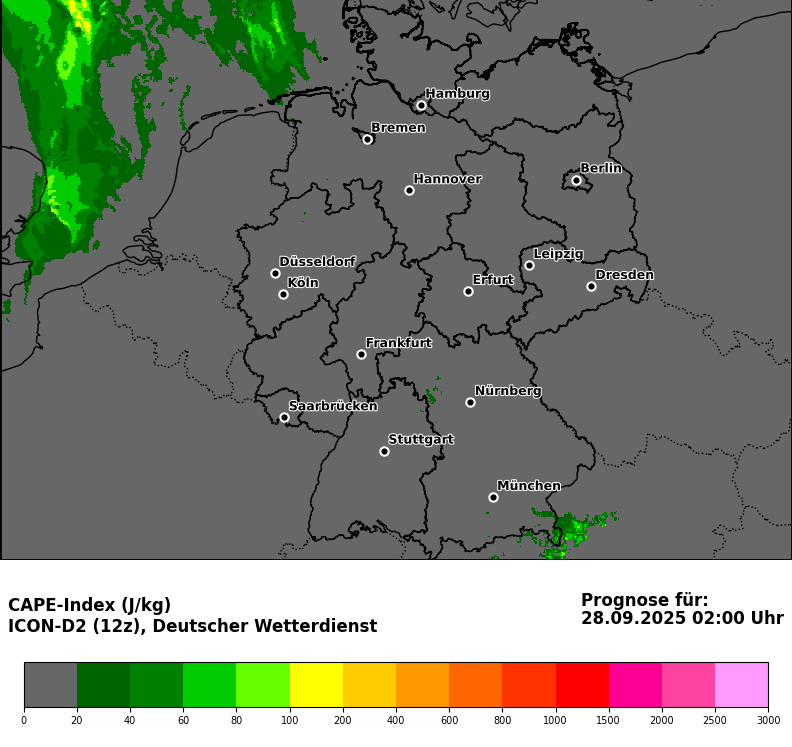 Hamburg
Bremen
Berlin
Hannover
Leipzig
Düsseldorf
Dresden
Erfurt
Köln
Frankfurt
Nürnberg
Saarbrücken
Stuttgart
München
CAPE-Index (J/kg)
ICON-D2 (12z), Deutscher Wetterdienst
Prognose für:
28.09.2025 02:00 Uhr
0 20 40 60 80 100 200 400 600 800 1000 1500 2000 2500 3000